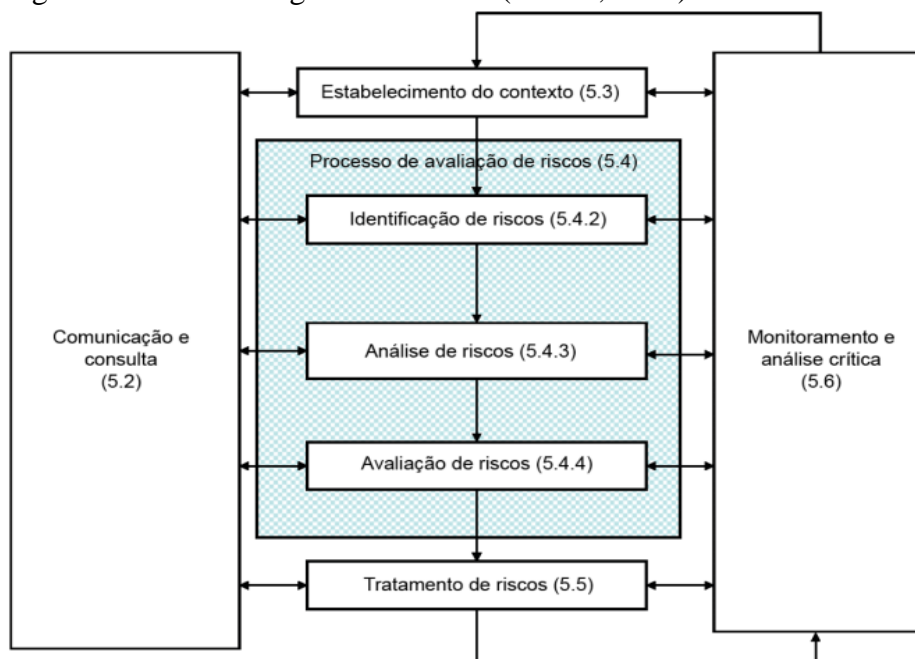 Estabelecimento do contexto (5.3)
Processo de avaliação de riscos (5.4)
Identificação de riscos (5.4.2)
Comunicação e
consulta
(5.2)
Análise de riscos (5.4.3)
Monitoramento e
análise crítica
(5.6)
Avaliação de riscos (5.4.4)
Tratamento de riscos (5.5)